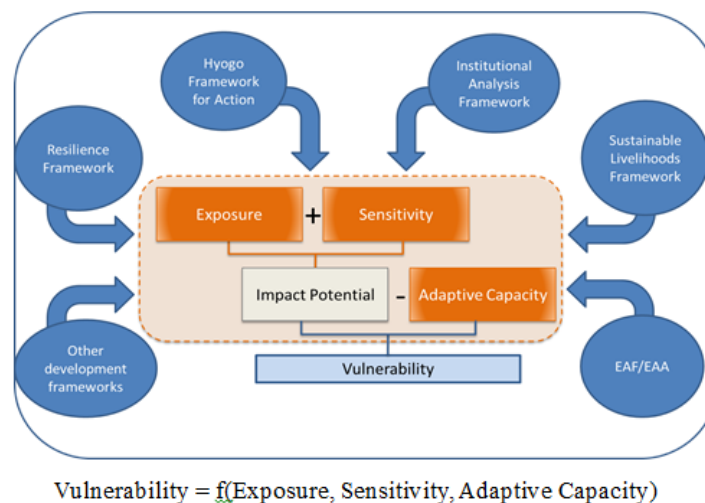 Hyogo
Framework
for Action
Institutional
Analysis
Framework
Resilience
Framework
Sustainable
Livelihoods
Framework
Exposure
+
Sensitivity
Impact Potential
-
Adaptive Capacity
Other
development
frameworks
Vulnerability
EAF/EAA
Vulnerability = f(Exposure, Sensitivity, Adaptive Capacity)